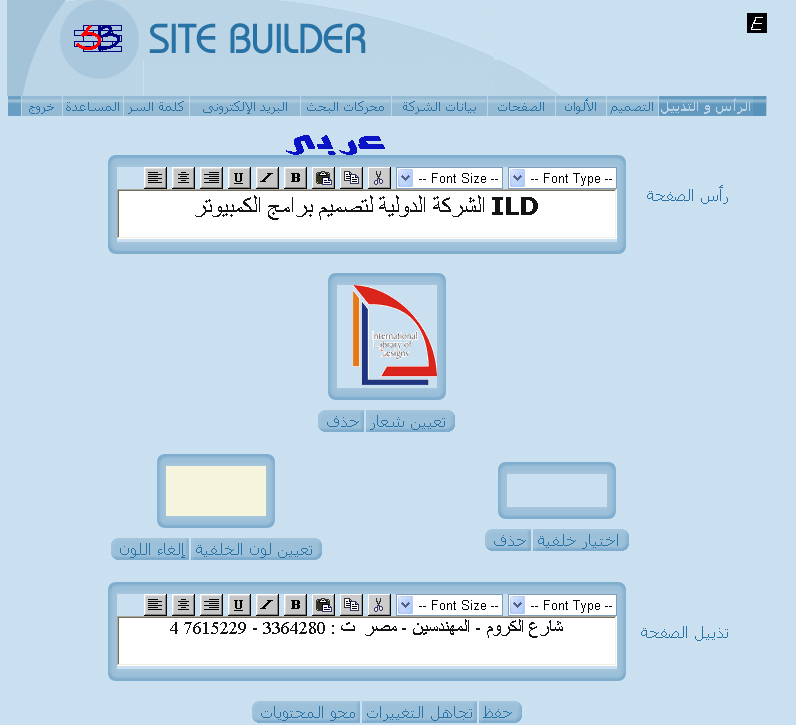 SB SITE BUILDER
E
الرأس و التذييل التصميم الألوان الصفحات بيانات الشركة محركات البحث البريد الإلكترونى كلمة السر المساعدة خروج
عربى
-- Font Type -- -- Font Size -- B I U
رأس الصفحة
ILD الشركة الدولية لتصميم برامج الكمبيوتر
International
Library of
Designs
تعيين شعار حذف
اختيار خلفية حذف
تعيين لون الخلفية إلغاء اللون
-- Font Type -- -- Font Size -- B I U
تذييل الصفحة
4 شارع الكروم - المهندسين - مصر ت : 3364280 - 7615229
حفظ تجاهل التغييرات محو المحتويات